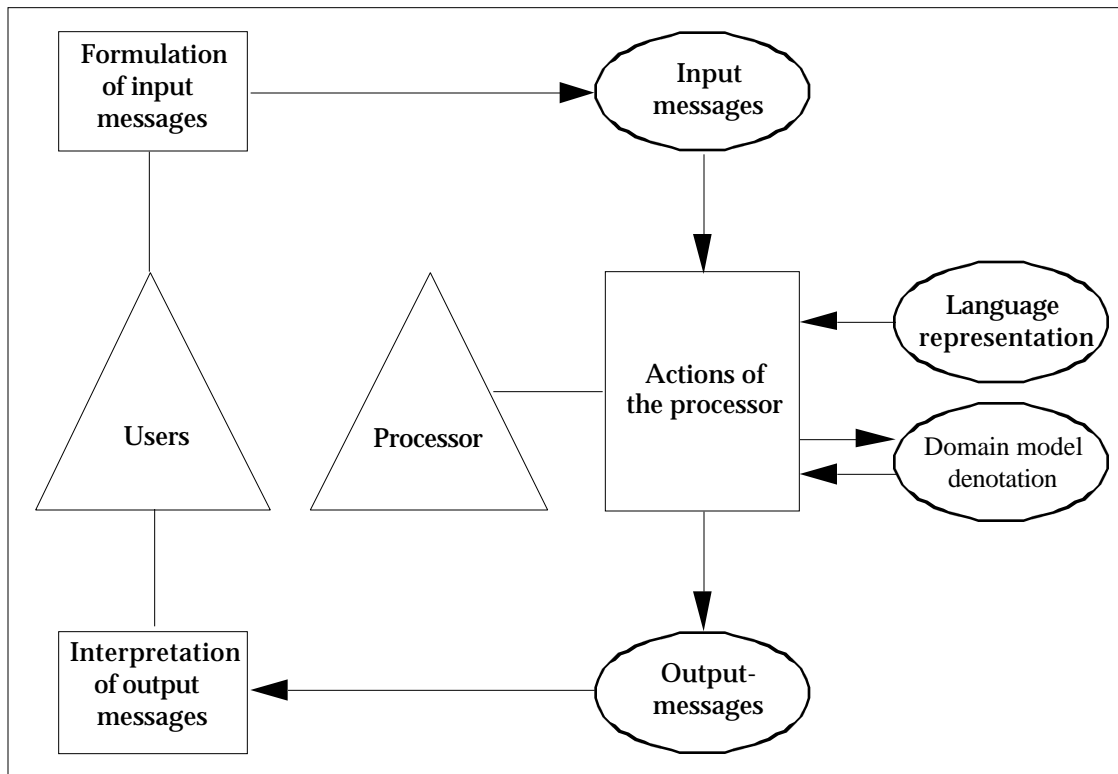 Formulation
of input
messages
Input
messages
Language
representation
Actions of
the processor
Users
Processor
Domain model
denotation
Interpretation
of output
messages
Output-
messages